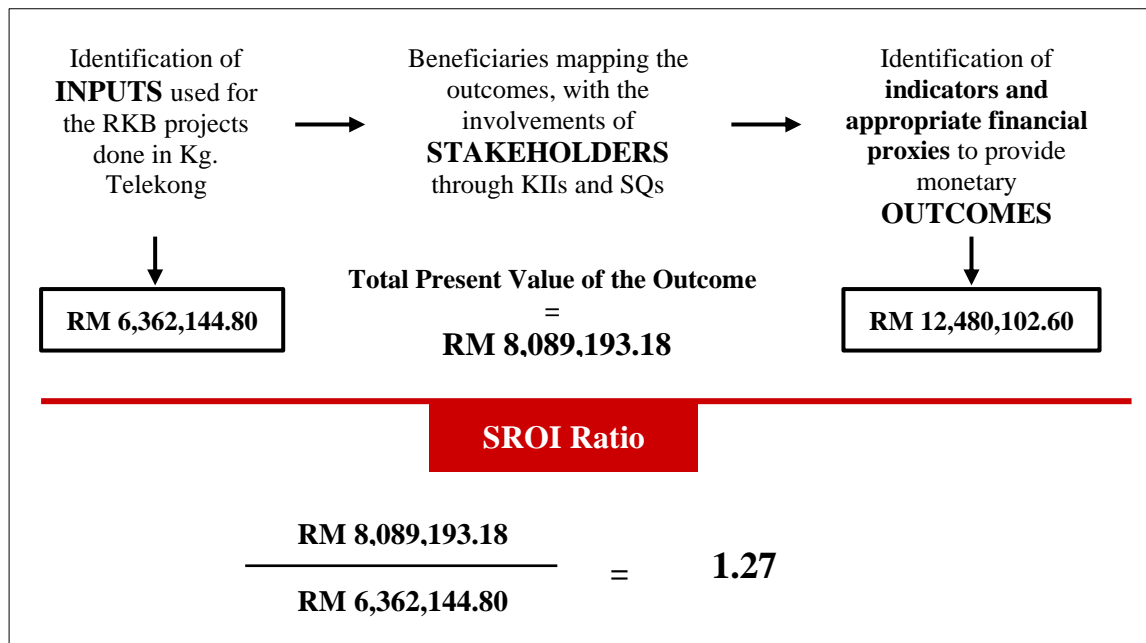 Identification of
INPUTS used for
the RKB projects
done in Kg.
Telekong
RM 6,362,144.80
Beneficiaries mapping the
outcomes, with the
involvements of
STAKEHOLDERS
through KIIs and SQs
Total Present Value of the Outcome
=
RM 8,089,193.18
Identification of
indicators and
appropriate financial
proxies to provide
monetary
OUTCOMES
RM 12,480,102.60
SROI Ratio
RM 8,089,193.18
RM 6,362,144.80
=
1.27